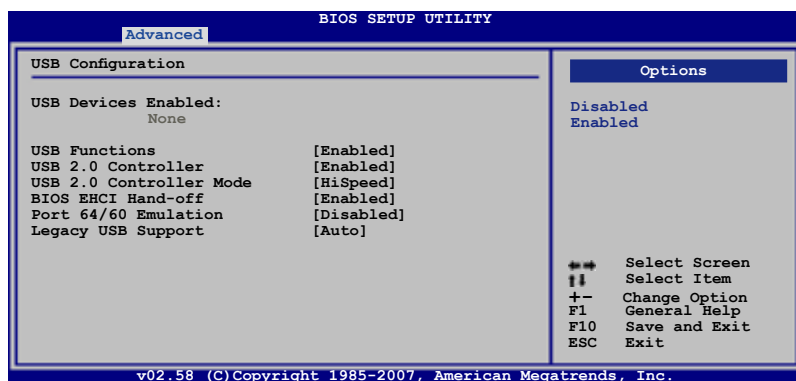 BIOS SETUP UTILITY
Advanced
USB Configuration
USB Devices Enabled:
None
USB Functions [Enabled]
USB 2.0 Controller [Enabled]
USB 2.0 Controller Mode [HiSpeed]
BIOS EHCI Hand-off [Enabled]
Port 64/60 Emulation [Disabled]
Legacy USB Support [Auto]
Options
Disabled
Enabled
←→ Select Screen
↑↓ Select Item
+- Change Option
F1 General Help
F10 Save and Exit
ESC Exit
v02.58 (C)Copyright 1985-2007, American Megatrends, Inc.